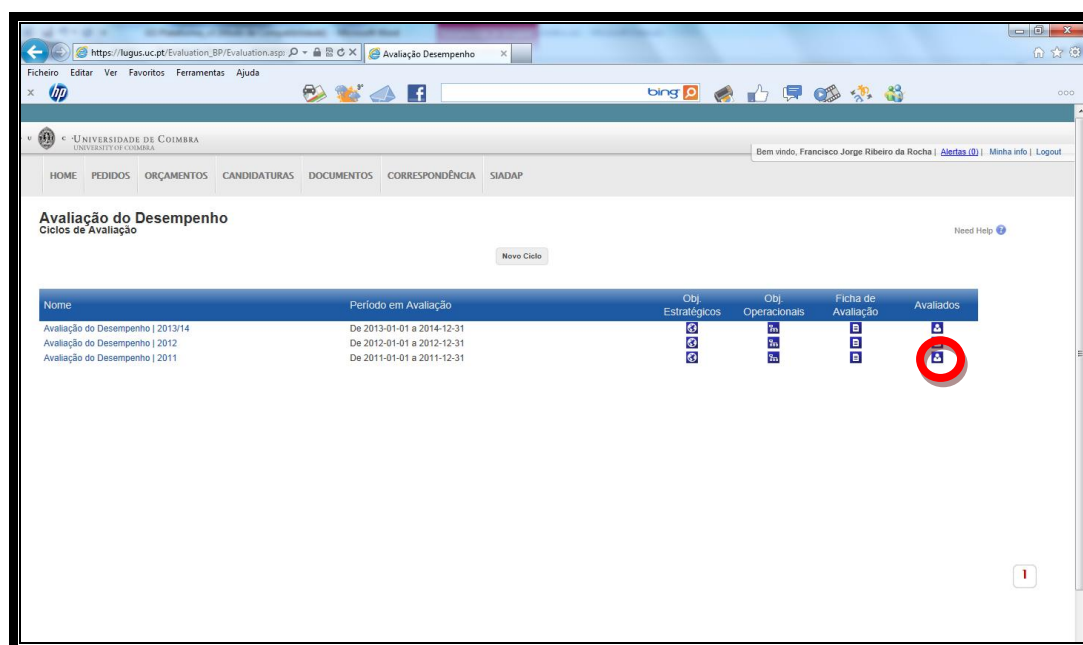 https://lugus.uc.pt/Evaluation_BP/Evaluation.asp
Avaliação Desempenho
Ficheiro Editar Ver Favoritos Ferramentas Ajuda
bing
UNIVERSIDADE DE COIMBRA
UNIVERSITY OF COIMBRA
Bem vindo, Francisco Jorge Ribeiro da Rocha | Alertas (0) | Minha info | Logout
HOME PEDIDOS ORÇAMENTOS CANDIDATURAS DOCUMENTOS CORRESPONDÊNCIA SIADAP
Avaliação do Desempenho
Ciclos de Avaliação
Need Help
Novo Ciclo
Nome Período em Avaliação Obj. Estratégicos Obj. Operacionais Ficha de Avaliação Avaliados
Avaliação do Desempenho | 2013/14 De 2013-01-01 a 2014-12-31
Avaliação do Desempenho | 2012 De 2012-01-01 a 2012-12-31
Avaliação do Desempenho | 2011 De 2011-01-01 a 2011-12-31
1